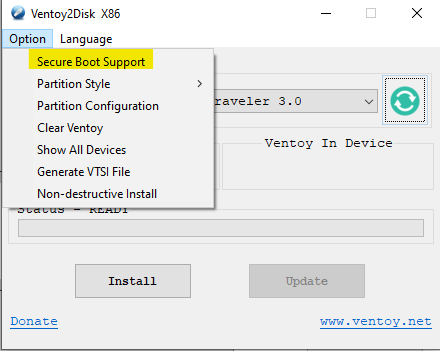 Ventoy2Disk X86
Option Language
Secure Boot Support
Partition Style
Partition Configuration
Clear Ventoy
Show All Devices
Generate VTSI File
Non-destructive Install
raveler 3.0
Ventoy In Device
Status - READY
Install Update
Donate www.ventoy.net